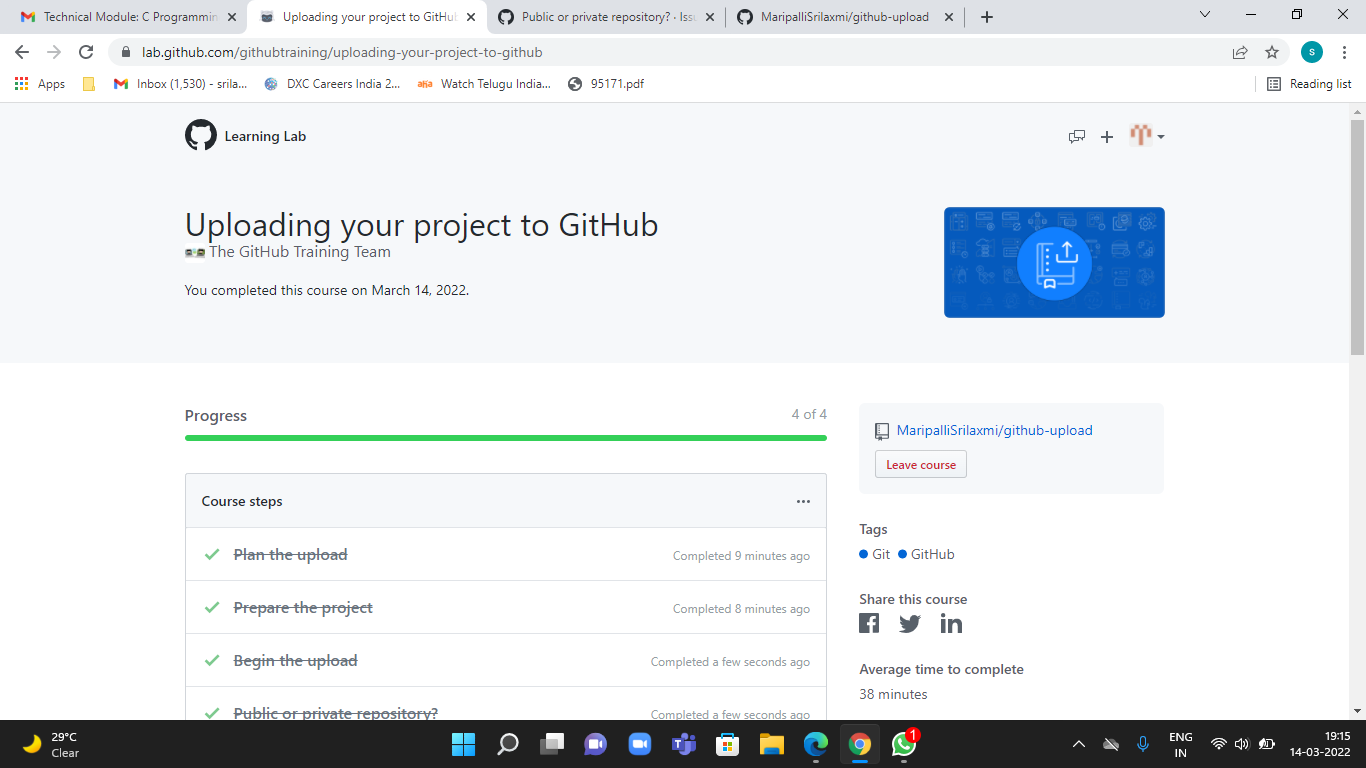 Technical Module: C Programmin
Uploading your project to GitHub
Public or private repository? · Issu
MaripalliSrilaxmi/github-upload
lab.github.com/githubtraining/uploading-your-project-to-github
s
Apps
Inbox (1,530) - srila...
DXC Careers India 2...
aha
Watch Telugu India...
95171.pdf
Reading list
Learning Lab
Uploading your project to GitHub
The GitHub Training Team
You completed this course on March 14, 2022.
Progress
4 of 4
MaripalliSrilaxmi/github-upload
Leave course
Course steps
Plan the upload
Completed 9 minutes ago
Prepare the project
Completed 8 minutes ago
Begin the upload
Completed a few seconds ago
Public or private repository?
Completed a few seconds ago
Tags
Git
GitHub
Share this course
Average time to complete
38 minutes
29°C
Clear
1
ENG
IN
19:15
14-03-2022